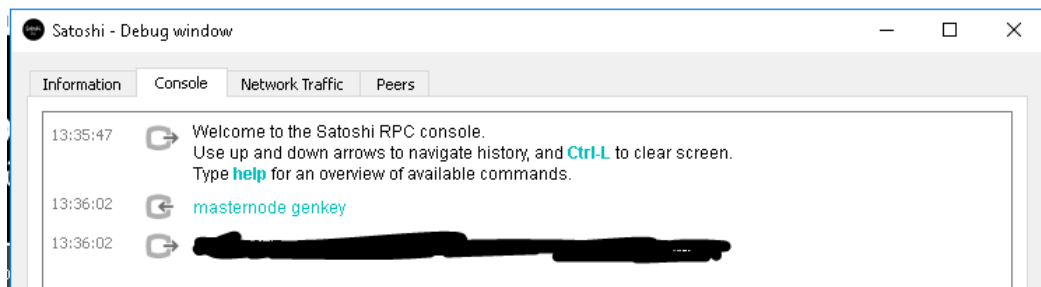 Satoshi - Debug window
Information Console Network Traffic Peers
13:35:47 Welcome to the Satoshi RPC console.
Use up and down arrows to navigate history, and Ctrl-L to clear screen.
Type help for an overview of available commands.
13:36:02 masternode genkey
13:36:02